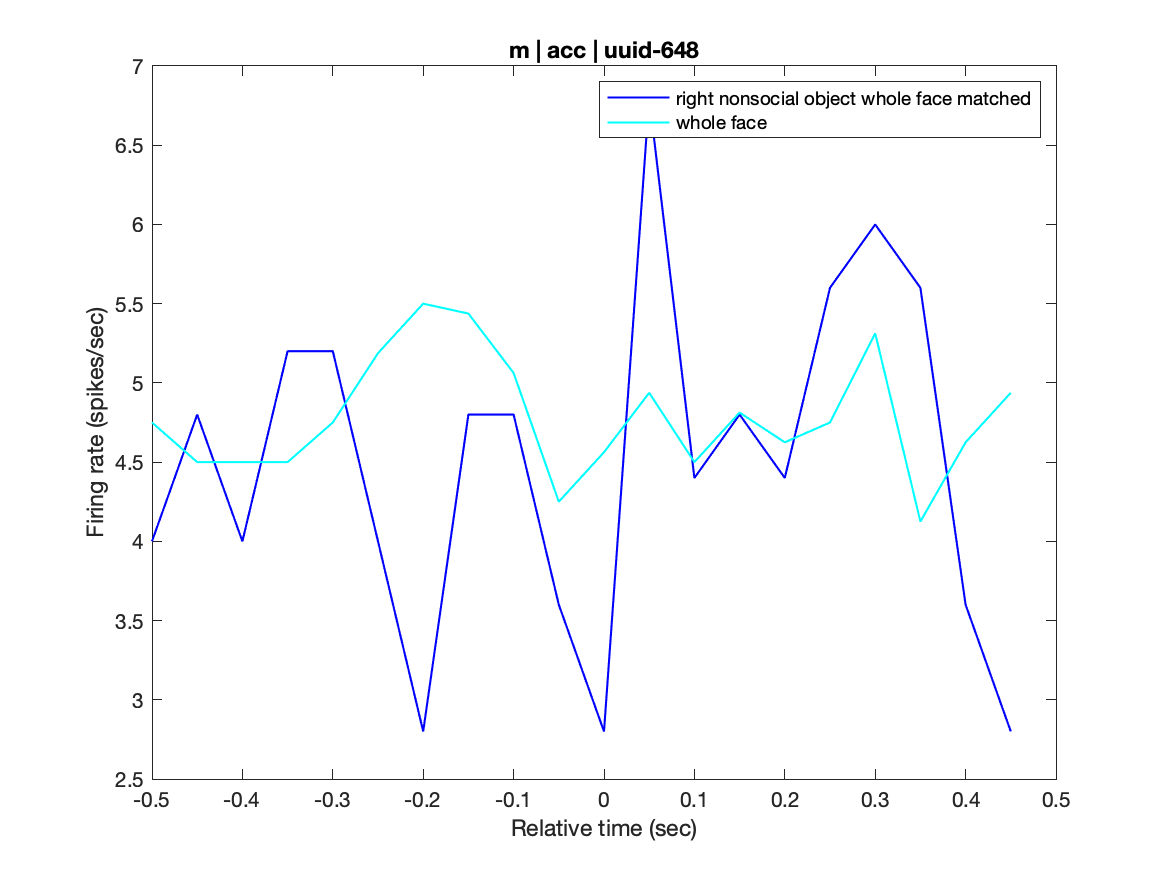 m | acc | uuid-648
7
6.5
6
5.5
5
4.5
4
3.5
3
2.5
Firing rate (spikes/sec)
right nonsocial object whole face matched
whole face
-0.5 -0.4 -0.3 -0.2 -0.1 0 0.1 0.2 0.3 0.4 0.5
Relative time (sec)